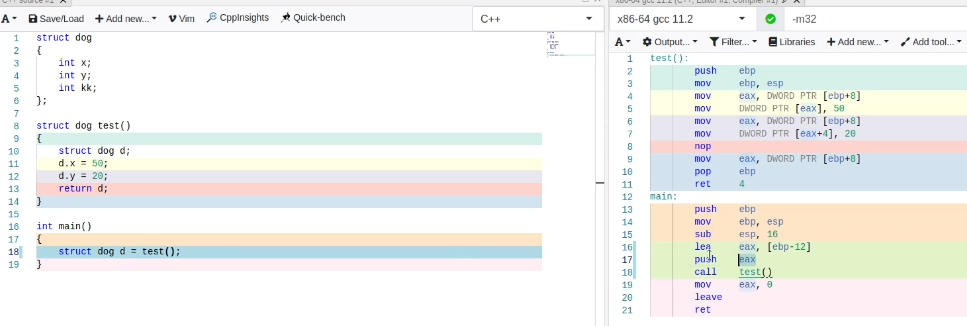 C++ source #1 X
x86-64 gcc 11.2 (C++, Editor #1, Compiler #1) X
A Save/Load + Add new... Vim CppInsights Quick-bench C++
x86-64 gcc 11.2 -m32
A Output... Filter... Libraries + Add new... Add tool...
1 struct dog
2 {
3 int x;
4 int y;
5 int kk;
6 };
7
8 struct dog test()
9 {
10 struct dog d;
11 d.x = 50;
12 d.y = 20;
13 return d;
14 }
15
16 int main()
17 {
18 struct dog d = test();
19 }
1 test():
2 push ebp
3 mov ebp, esp
4 mov eax, DWORD PTR [ebp+8]
5 mov DWORD PTR [eax], 50
6 mov eax, DWORD PTR [ebp+8]
7 mov DWORD PTR [eax+4], 20
8 nop
9 mov eax, DWORD PTR [ebp+8]
10 pop ebp
11 ret 4
12 main:
13 push ebp
14 mov ebp, esp
15 sub esp, 16
16 lea eax, [ebp-12]
17 push eax
18 call test()
19 mov eax, 0
20 leave
21 ret